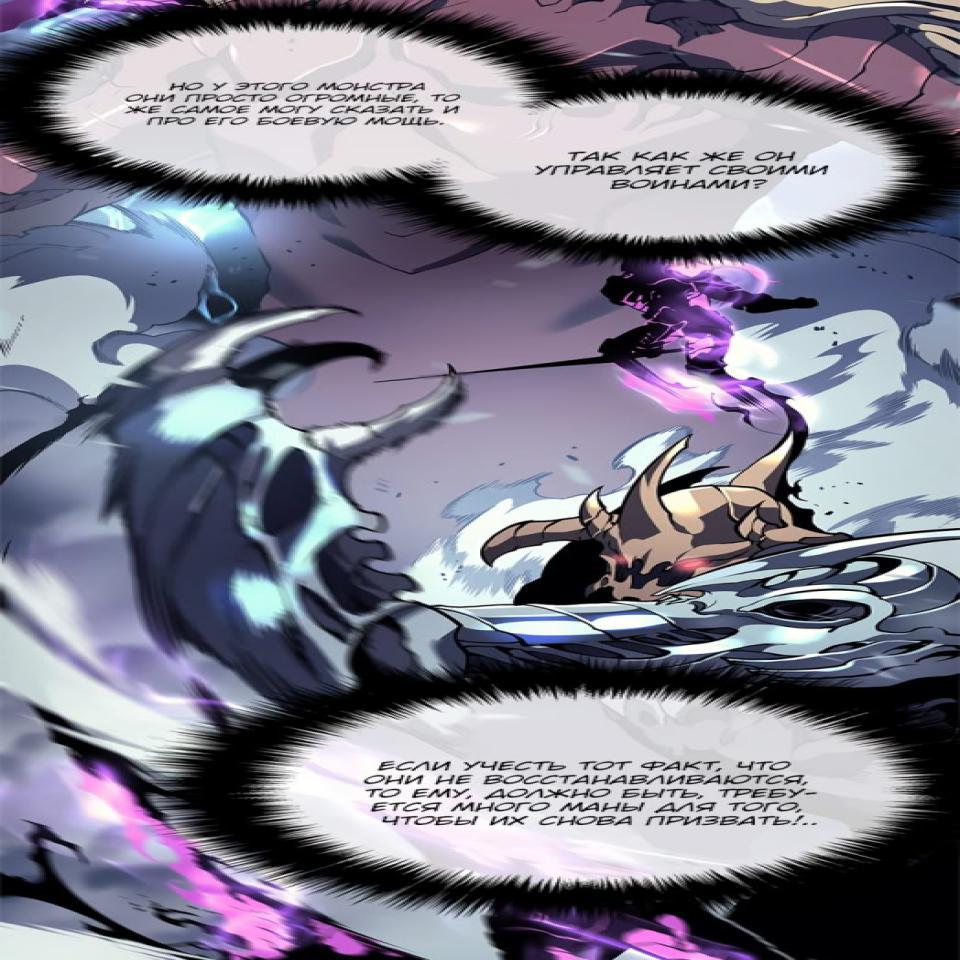 НО У ЭТОГО МОНСТРА
ОНИ ПРОСТО ОГРОМНЫЕ, ТО
ЖЕ САМОЕ МОГУ СКАЗАТЬ И
ПРО ЕГО БОЕВУЮ МОЩЬ.
ТАК КАК ЖЕ ОН
УПРАВЛЯЕТ СВОИМИ
ВОИНАМИ?
ЕСЛИ УЧЕСТЬ ТОТ ФАКТ, ЧТО
ОНИ НЕ ВОССТАНАВЛИВАЮТСЯ,
ТО ЕМУ, ДОЛЖНО БЫТЬ, ТРЕБУ-
ЕТСЯ МНОГО МАНЫ ДЛЯ ТОГО,
ЧТОБЫ ИХ СНОВА ПРИЗВАТЬ!..